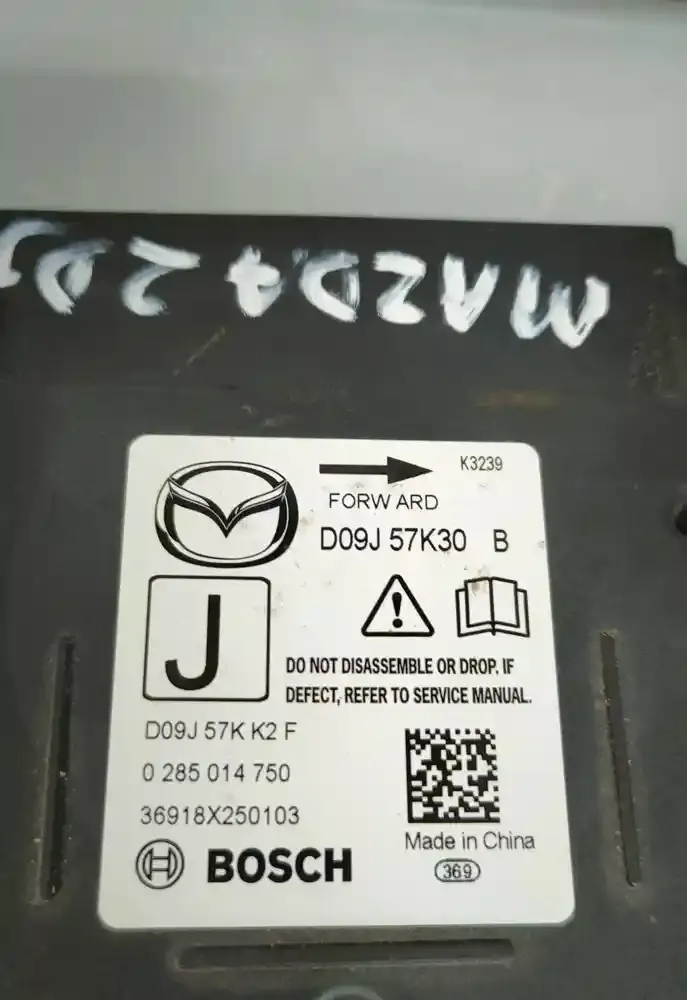 MAZDA 2 DJ
K3239
FORWARD
D09J 57K30 B
J
DO NOT DISASSEMBLE OR DROP. IF
DEFECT, REFER TO SERVICE MANUAL.
D09J 57K K2 F
0 285 014 750
36918X250103
BOSCH
Made in China
369